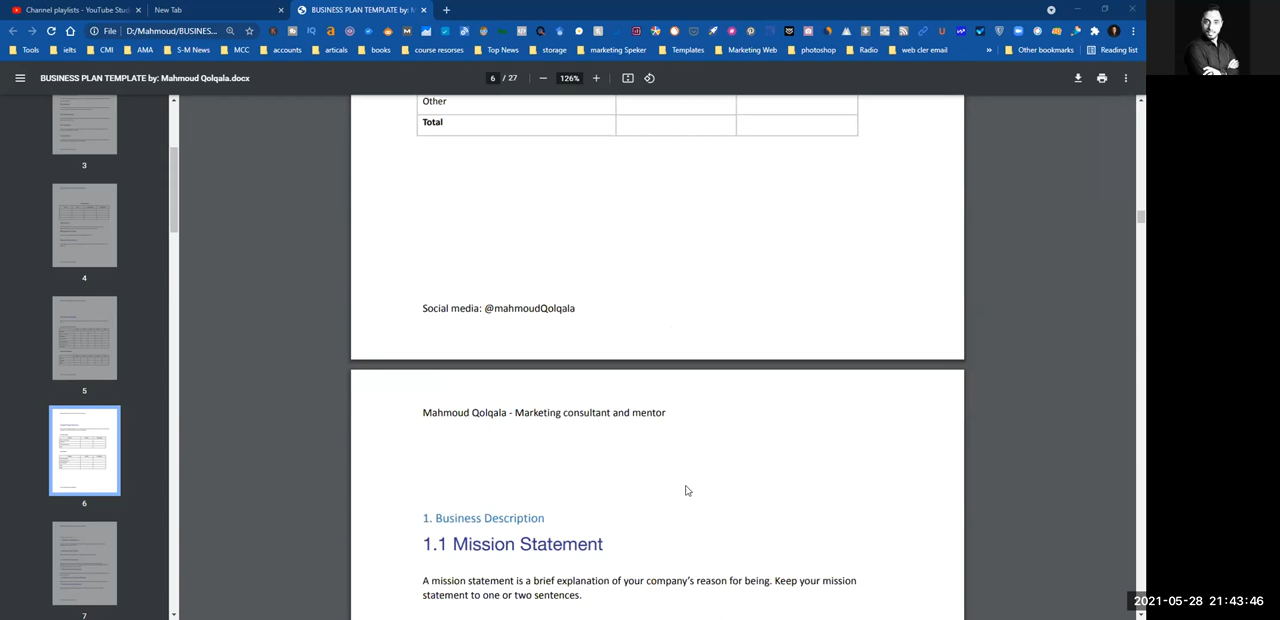 Channel playlists - YouTube Stud
New Tab
BUSINESS PLAN TEMPLATE by: M
File
D:/Mahmoud/BUSINES...
Tools
ielts
CMI
AMA
S-M News
MCC
accounts
articals
books
course resorses
Top News
storage
marketing Speker
Templates
Marketing Web
photoshop
Radio
web cler email
»
Other bookmarks
Reading list
BUSINESS PLAN TEMPLATE by: Mahmoud Qolqala.docx
6 / 27
126%
3
4
5
6
7
Other
Total
Social media: @mahmoudQolqala
Mahmoud Qolqala - Marketing consultant and mentor
1. Business Description
1.1 Mission Statement
A mission statement is a brief explanation of your company's reason for being. Keep your mission
statement to one or two sentences.
2021-05-28 21:43:46